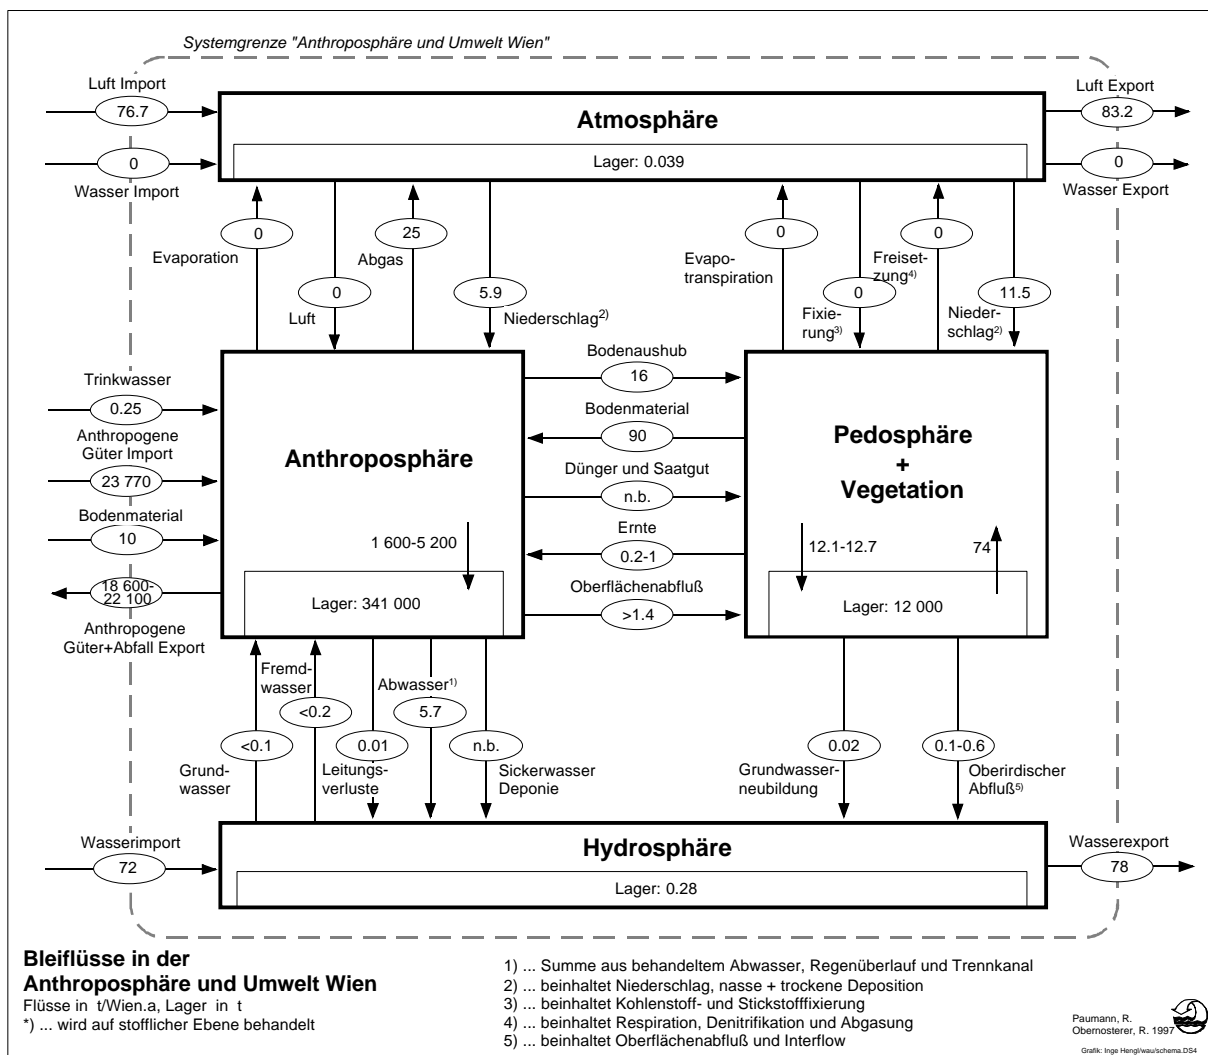 Systemgrenze "Anthroposphäre und Umwelt Wien"
Luft Import
76.7
0
Wasser Import
Luft Export
83.2
0
Wasser Export
Atmosphäre
Lager: 0.039
0
Evaporation
0
Luft
25
Abgas
5.9
Niederschlag2)
0
Evapo-
transpiration
0
Fixie-
rung3)
0
Freiset-
zung4)
11.5
Nieder-
schlag2)
Trinkwasser
0.25
Anthropogene
Güter Import
23 770
Bodenmaterial
10
18 600-
22 100
Anthropogene
Güter+Abfall Export
Anthroposphäre
1 600-5 200
Lager: 341 000
Bodenaushub
16
Bodenmaterial
90
Dünger und Saatgut
n.b.
Ernte
0.2-1
Oberflächenabfluß
>1.4
Pedosphäre
+
Vegetation
12.1-12.7
74
Lager: 12 000
<0.1
Grund-
wasser
Fremd-
wasser
<0.2
0.01
Leitungs-
verluste
Abwasser1)
5.7
n.b.
Sickerwasser
Deponie
0.02
Grundwasser-
neubildung
0.1-0.6
Oberirdischer
Abfluß5)
Wasserimport
72
Hydrosphäre
Lager: 0.28
Wasserexport
78
Bleiflüsse in der
Anthroposphäre und Umwelt Wien
Flüsse in t/Wien.a, Lager in t
*) ... wird auf stofflicher Ebene behandelt
1) ... Summe aus behandeltem Abwasser, Regenüberlauf und Trennkanal
2) ... beinhaltet Niederschlag, nasse + trockene Deposition
3) ... beinhaltet Kohlenstoff- und Stickstofffixierung
4) ... beinhaltet Respiration, Denitrifikation und Abgasung
5) ... beinhaltet Oberflächenabfluß und Interflow
Paumann, R.
Obernosterer, R. 1997
Grafik: Inge Hengl/wau/schema.DS4